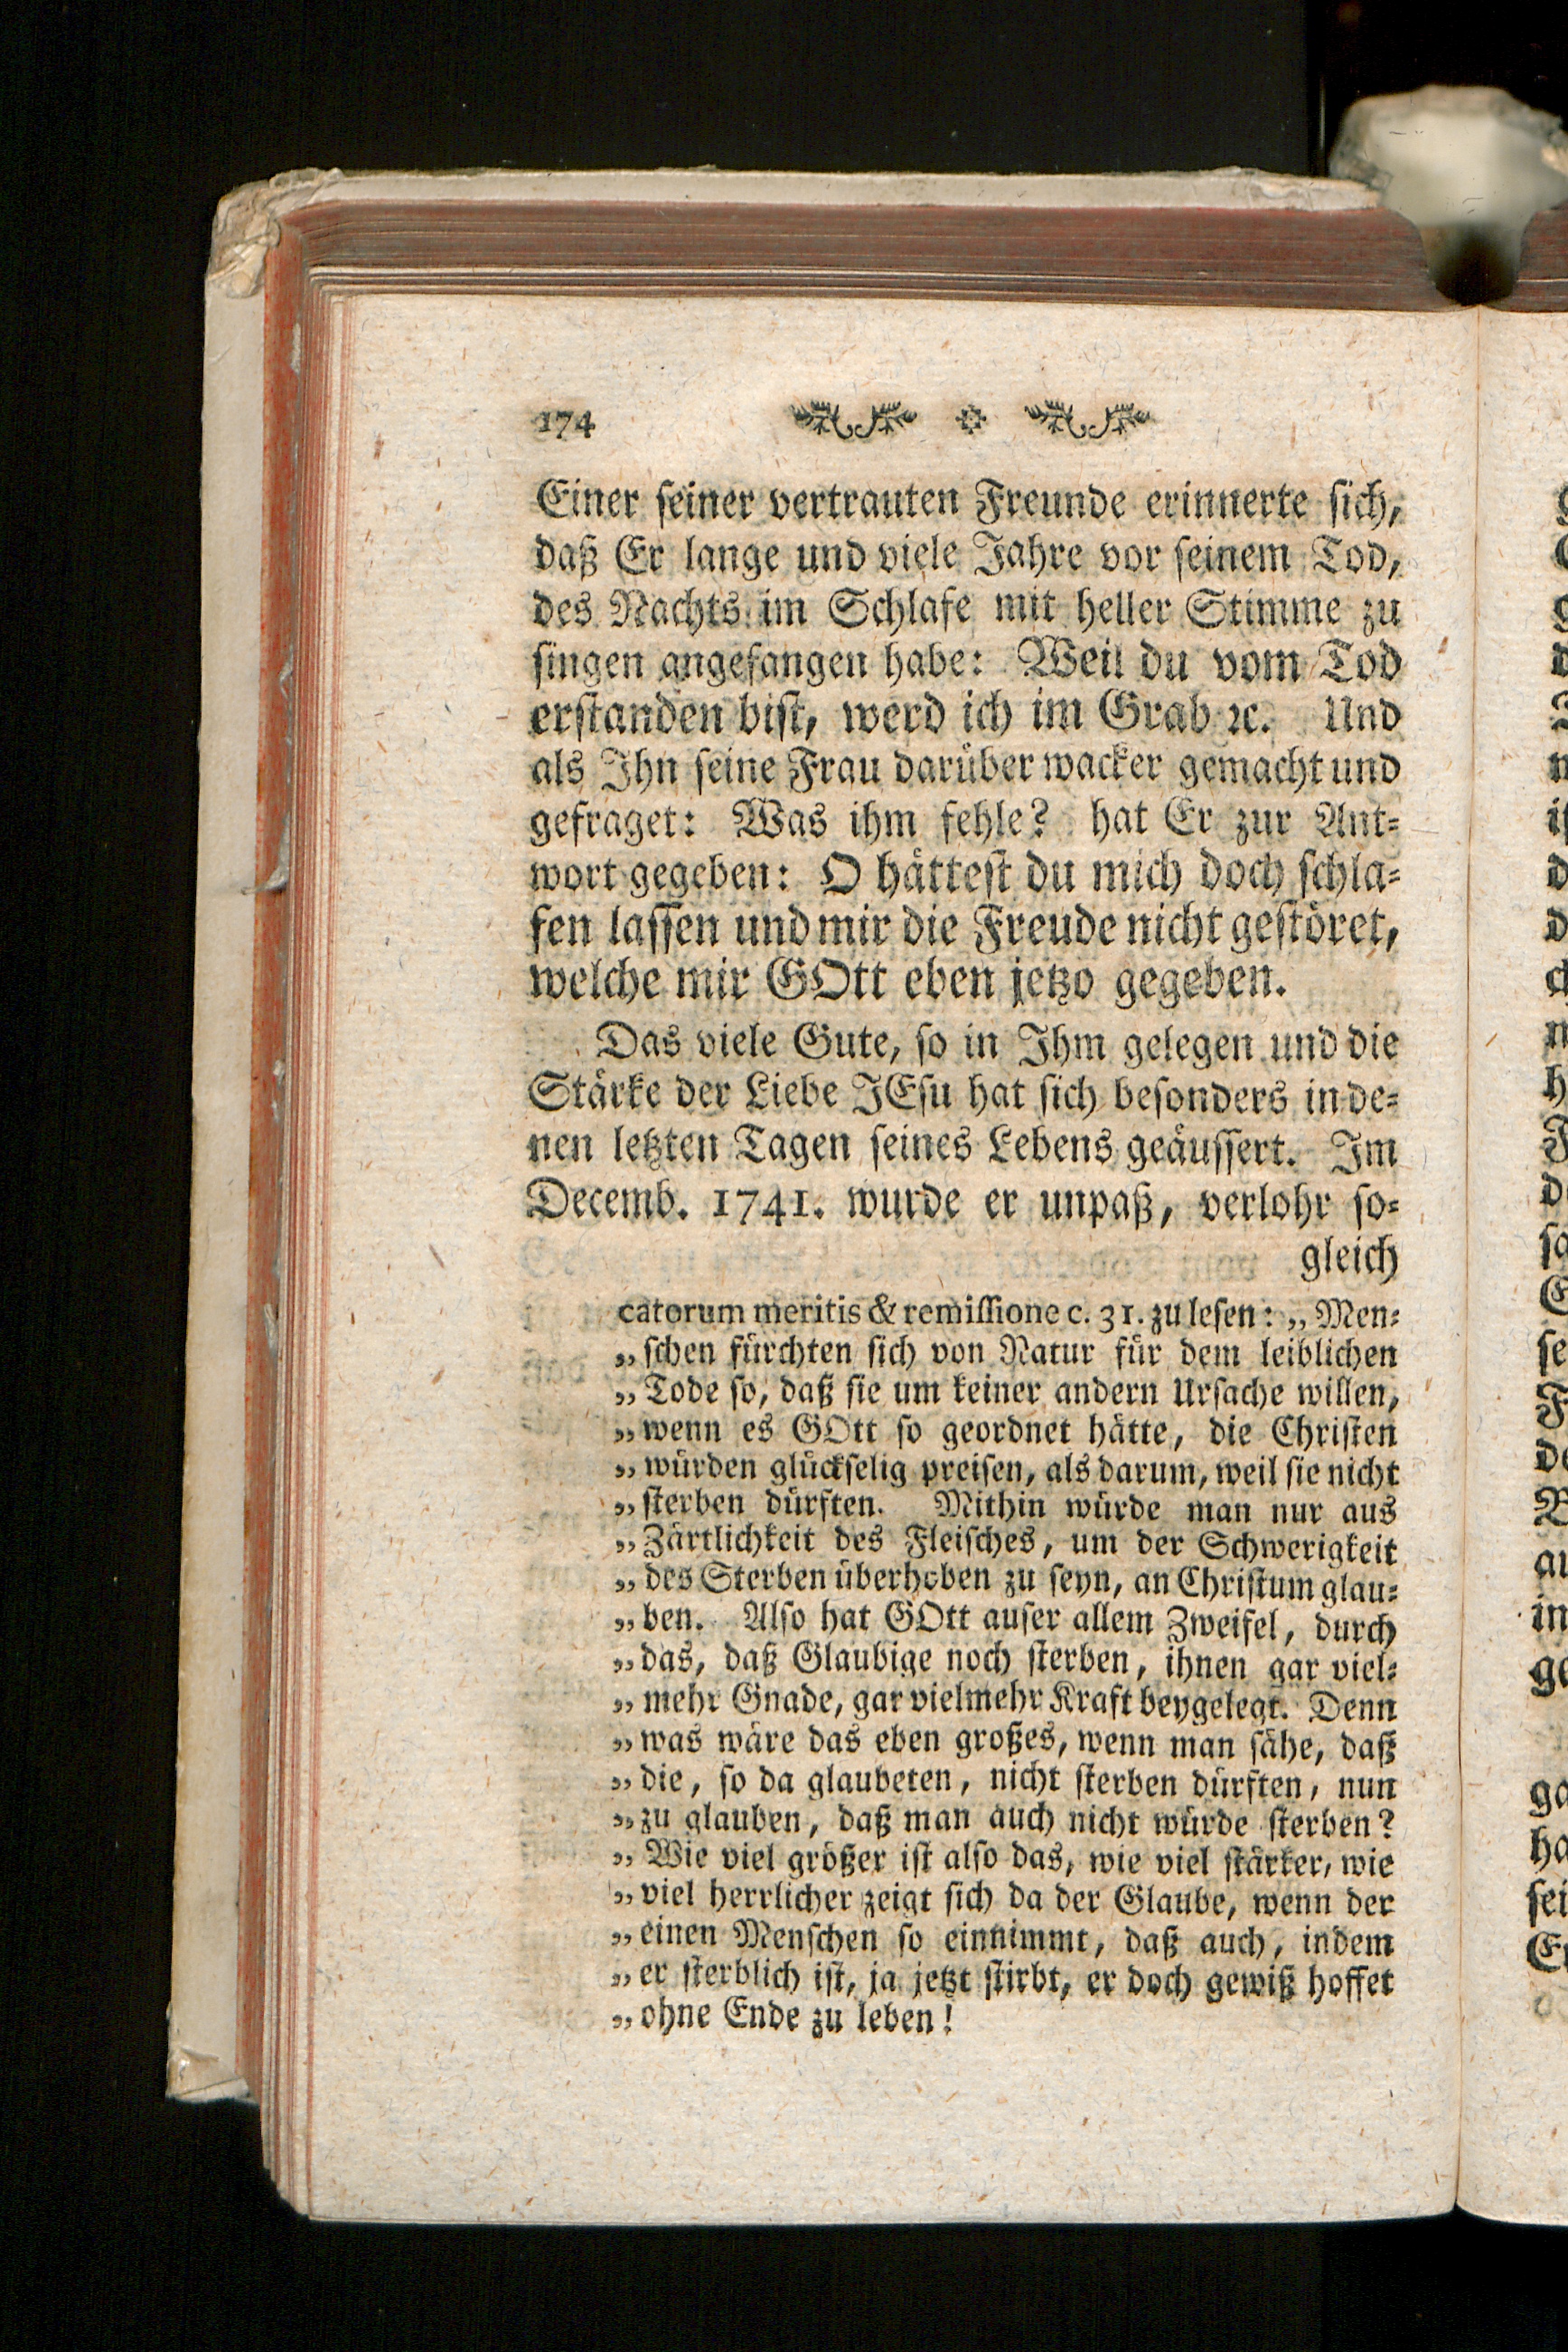 174
Einer seiner vertrauten Freunde erinnerte sich,
daß Er lange und viele Jahre vor seinem Tod,
des Nachts im Schlafe mit heller Stimme zu
singen angefangen habe: Weil du vom Tod
erstanden bist, werd ich im Grab ꝛc. Und
als Ihn seine Frau darüber wacker gemacht und
gefraget: Was ihm fehle? hat Er zur Ant-
wort gegeben: O hättest du mich doch schla-
fen lassen und mir die Freude nicht gestöret,
welche mir GOtt eben jetzo gegeben.
Das viele Gute, so in Ihm gelegen und die
Stärke der Liebe JEsu hat sich besonders in de-
nen letzten Tagen seines Lebens geäussert. Im
Decemb. 1741. wurde er unpaß, verlohr so-
gleich
catorum meritis & remissione c. 31. zu lesen: „Men-
„schen fürchten sich von Natur für dem leiblichen
„Tode so, daß sie um keiner andern Ursache willen,
„wenn es GOtt so geordnet hätte, die Christen
„würden glückselig preisen, als darum, weil sie nicht
„sterben dürften. Mithin würde man nur aus
„Zärtlichkeit des Fleisches, um der Schwerigkeit
„des Sterben überhoben zu seyn, an Christum glau-
„ben. Also hat GOtt auser allem Zweifel, durch
„das, daß Glaubige noch sterben, ihnen gar viel-
„mehr Gnade, gar vielmehr Kraft beygelegt. Denn
„was wäre das eben großes, wenn man sähe, daß
„die, so da glaubeten, nicht sterben dürften, nun
„zu glauben, daß man auch nicht würde sterben?
„Wie viel größer ist also das, wie viel stärker, wie
„viel herrlicher zeigt sich da der Glaube, wenn der
„einen Menschen so einnimmt, daß auch, indem
„er sterblich ist, ja jetzt stirbt, er doch gewiß hoffet
„ohne Ende zu leben!